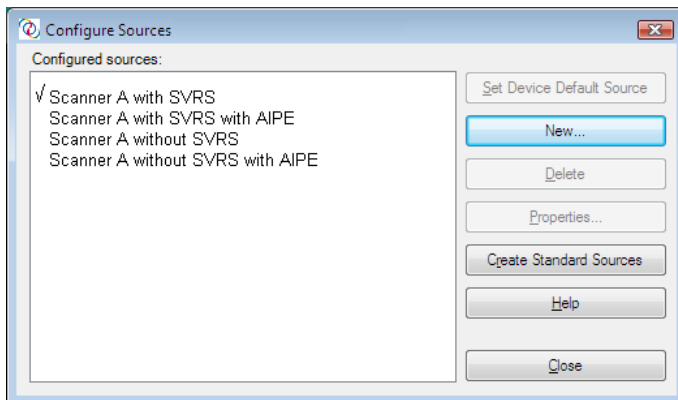 Configure Sources
Configured sources:
√ Scanner A with SVRS
Scanner A with SVRS with AIPE
Scanner A without SVRS
Scanner A without SVRS with AIPE
Set Device Default Source
New...
Delete
Properties...
Create Standard Sources
Help
Close